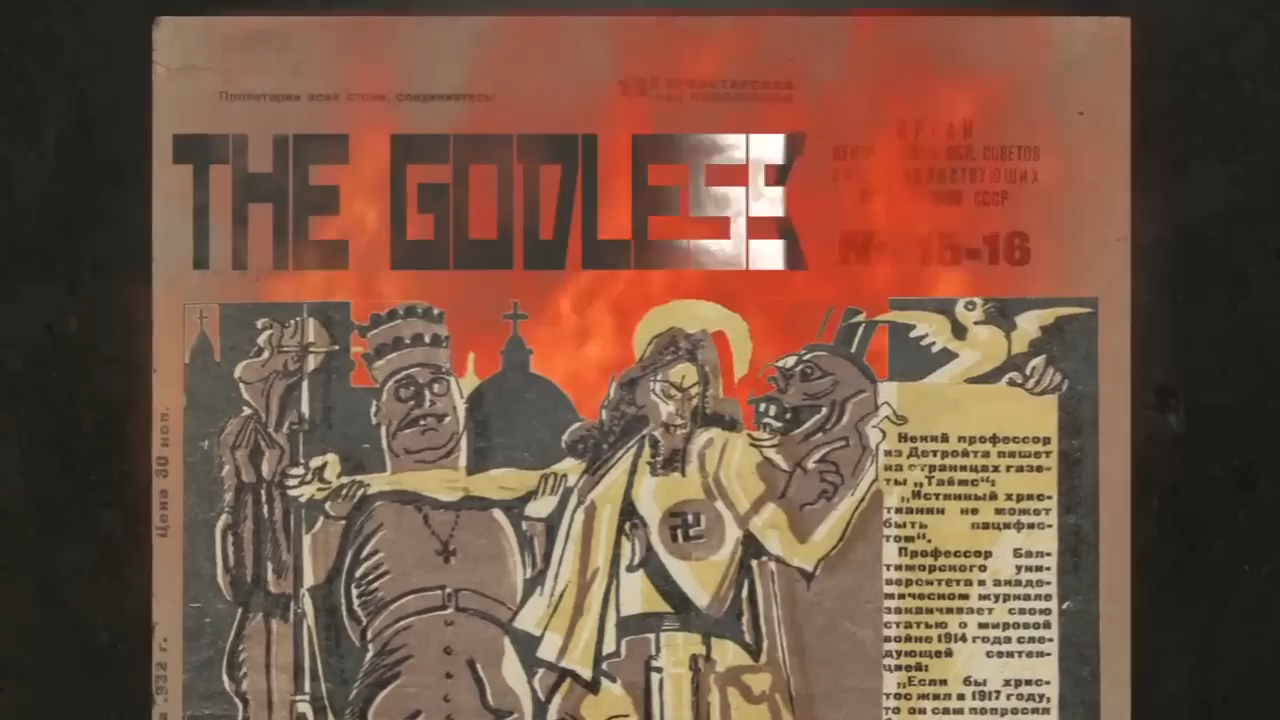 Пролетарии всех стран, соединяйтесь!
THE GODLESS
ОРГАН
СОВЕТОВ
СССР
15-16
Цена 30 коп.
Некий профессор
из Детройта пишет
на страницах газе-
ты „Таймс“:
„Истинный хрис-
тианин не может
быть пацифис-
том“.
Профессор Бал-
тиморского уни-
верситета в акаде-
мическом журнале
заканчивает свою
статью о мировой
войне 1914 года сле-
дующей сентен-
цией:
„Если бы хрис-
тос жил в 1917 году,
то он сам попросил